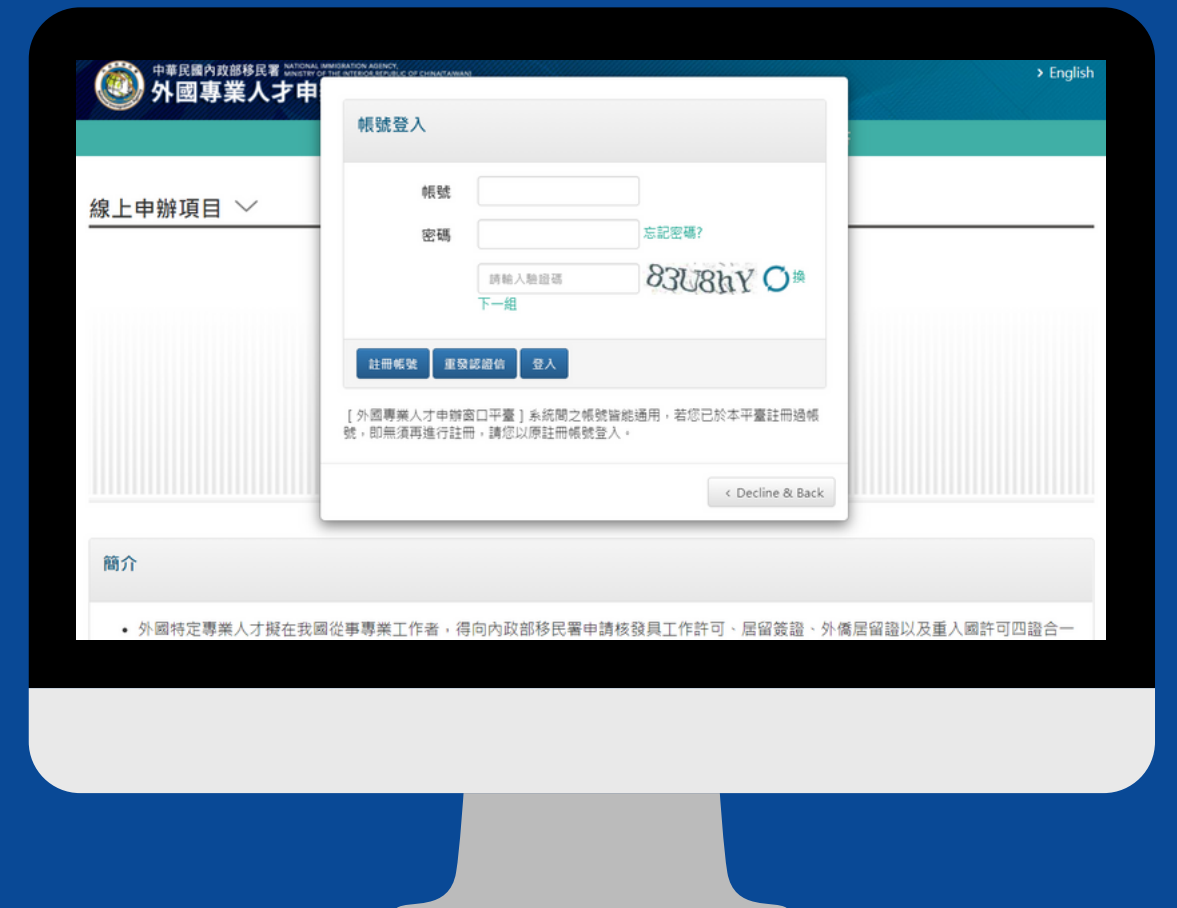 中華民國內政部移民署 NATIONAL IMMIGRATION AGENCY,
MINISTRY OF THE INTERIOR,REPUBLIC OF CHINA(TAIWAN)
外國專業人才申
> English
帳號登入
線上申辦項目
帳號
密碼
忘記密碼?
請輸入驗證碼
83U8hY 換
下一組
註冊帳號 重發認證信 登入
[ 外國專業人才申辦窗口平臺 ] 系統間之帳號皆能通用,若您已於本平臺註冊過帳
號,即無須再進行註冊,請您以原註冊帳號登入。
< Decline & Back
簡介
• 外國特定專業人才擬在我國從事專業工作者,得向內政部移民署申請核發具工作許可、居留簽證、外僑居留證以及重入國許可四證合一